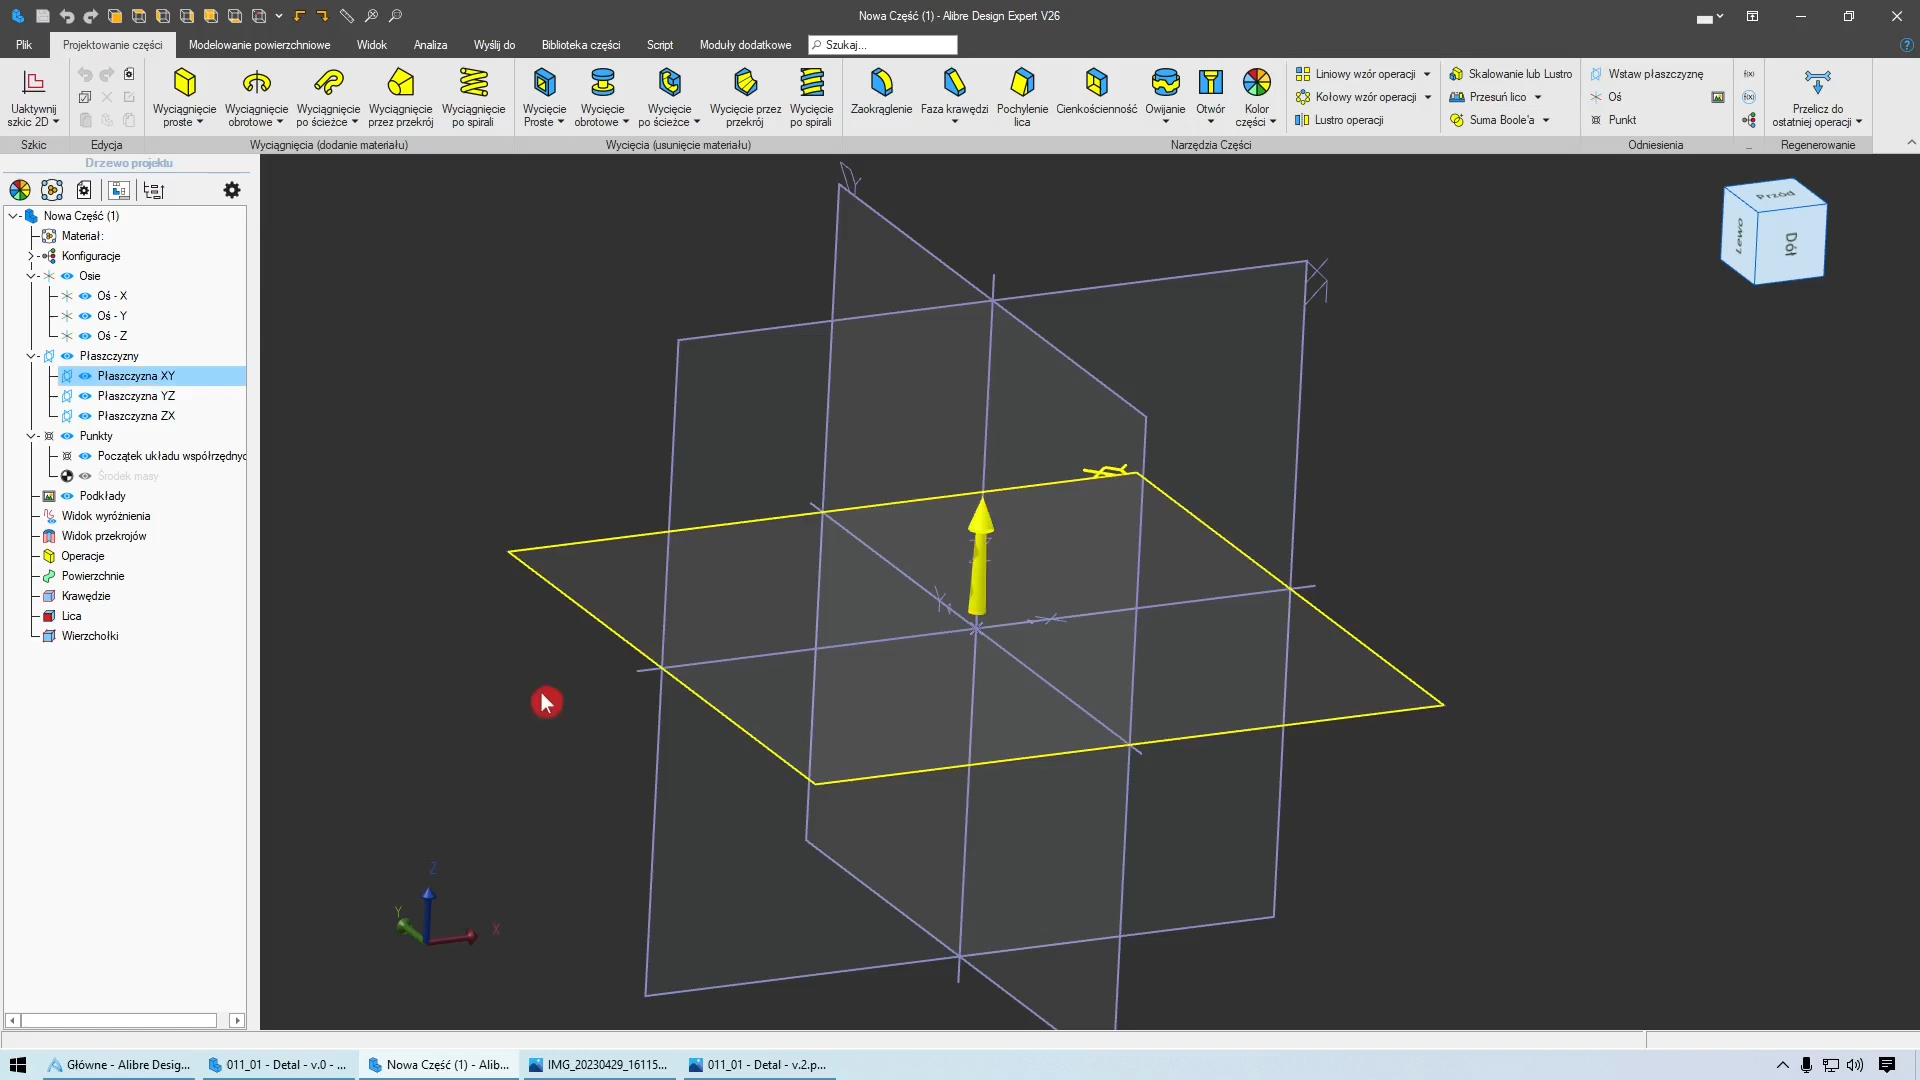 Nowa Część (1) - Alibre Design Expert V26
Plik
Projektowanie części
Modelowanie powierzchniowe
Widok
Analiza
Wyślij do
Biblioteka części
Script
Moduły dodatkowe
Szukaj...
Uaktywnij
szkic 2D
Szkic
Edycja
Wyciągnięcie
proste
Wyciągnięcie
obrotowe
Wyciągnięcie
po ścieżce
Wyciągnięcie
przez przekrój
Wyciągnięcie
po spirali
Wyciągnięcia (dodanie materiału)
Wycięcie
Proste
Wycięcie
obrotowe
Wycięcie
po ścieżce
Wycięcie przez
przekrój
Wycięcie
po spirali
Wycięcia (usunięcie materiału)
Zaokrąglenie
Faza krawędzi
Pochylenie
lica
Cienkościenność
Owijanie
Otwór
Kolor
części
Liniowy wzór operacji
Kołowy wzór operacji
Lustro operacji
Skalowanie lub Lustro
Przesuń lico
Suma Boole'a
Narzędzia Części
Wstaw płaszczyznę
Oś
Punkt
Odniesienia
f(x)
f(x)
...
Przelicz do
ostatniej operacji
Regenerowanie
Drzewo projektu
Nowa Część (1)
Materiał:
Konfiguracje
Osie
Oś - X
Oś - Y
Oś - Z
Płaszczyzny
Płaszczyzna XY
Płaszczyzna YZ
Płaszczyzna ZX
Punkty
Początek układu współrzędnyc
Środek masy
Podkłady
Widok wyróżnienia
Widok przekrojów
Operacje
Powierzchnie
Krawędzie
Lica
Wierzchołki
Przód
Lewo
Dół
Z
Y
X
Główne - Alibre Desig...
011_01 - Detal - v.0 - ...
Nowa Część (1) - Alib...
IMG_20230429_16115...
011_01 - Detal - v.2.p...